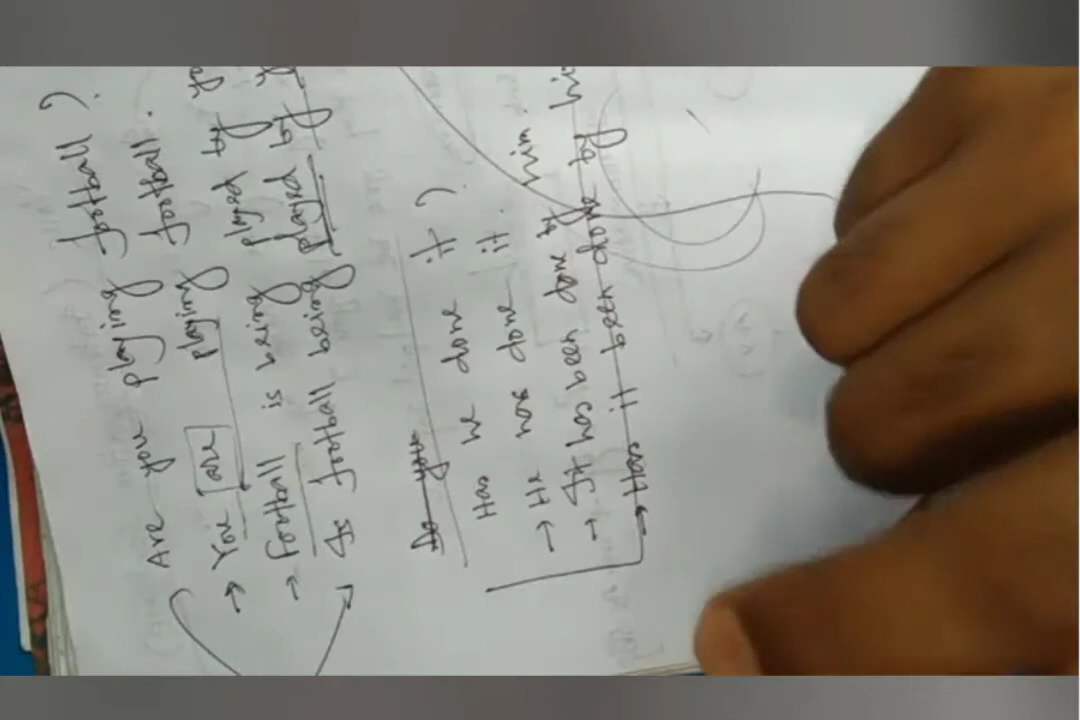 Are you playing football?
→ You are playing football.
→ Football is being played by
→ Is football being played by
Do you
Has he done it?
→ He has done it.
→ It has been done by him.
→ Has it been done by him